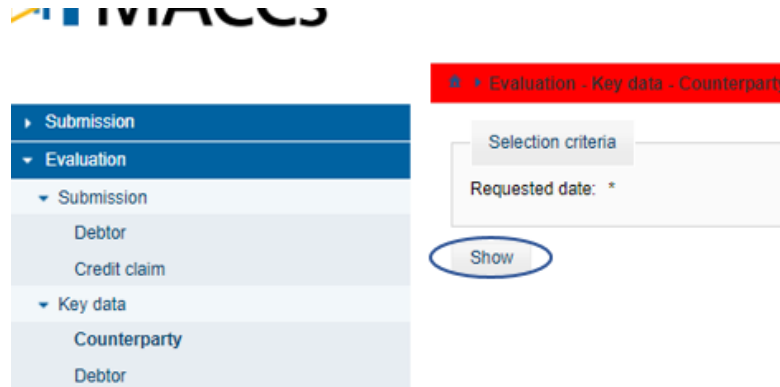 MACCs
Evaluation - Key data - Counterparty
Submission
Evaluation
Submission
Debtor
Credit claim
Key data
Counterparty
Debtor
Selection criteria
Requested date: *
Show